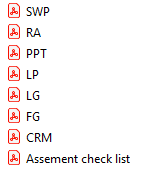 SWP
RA
PPT
LP
LG
FG
CRM
Assement check list